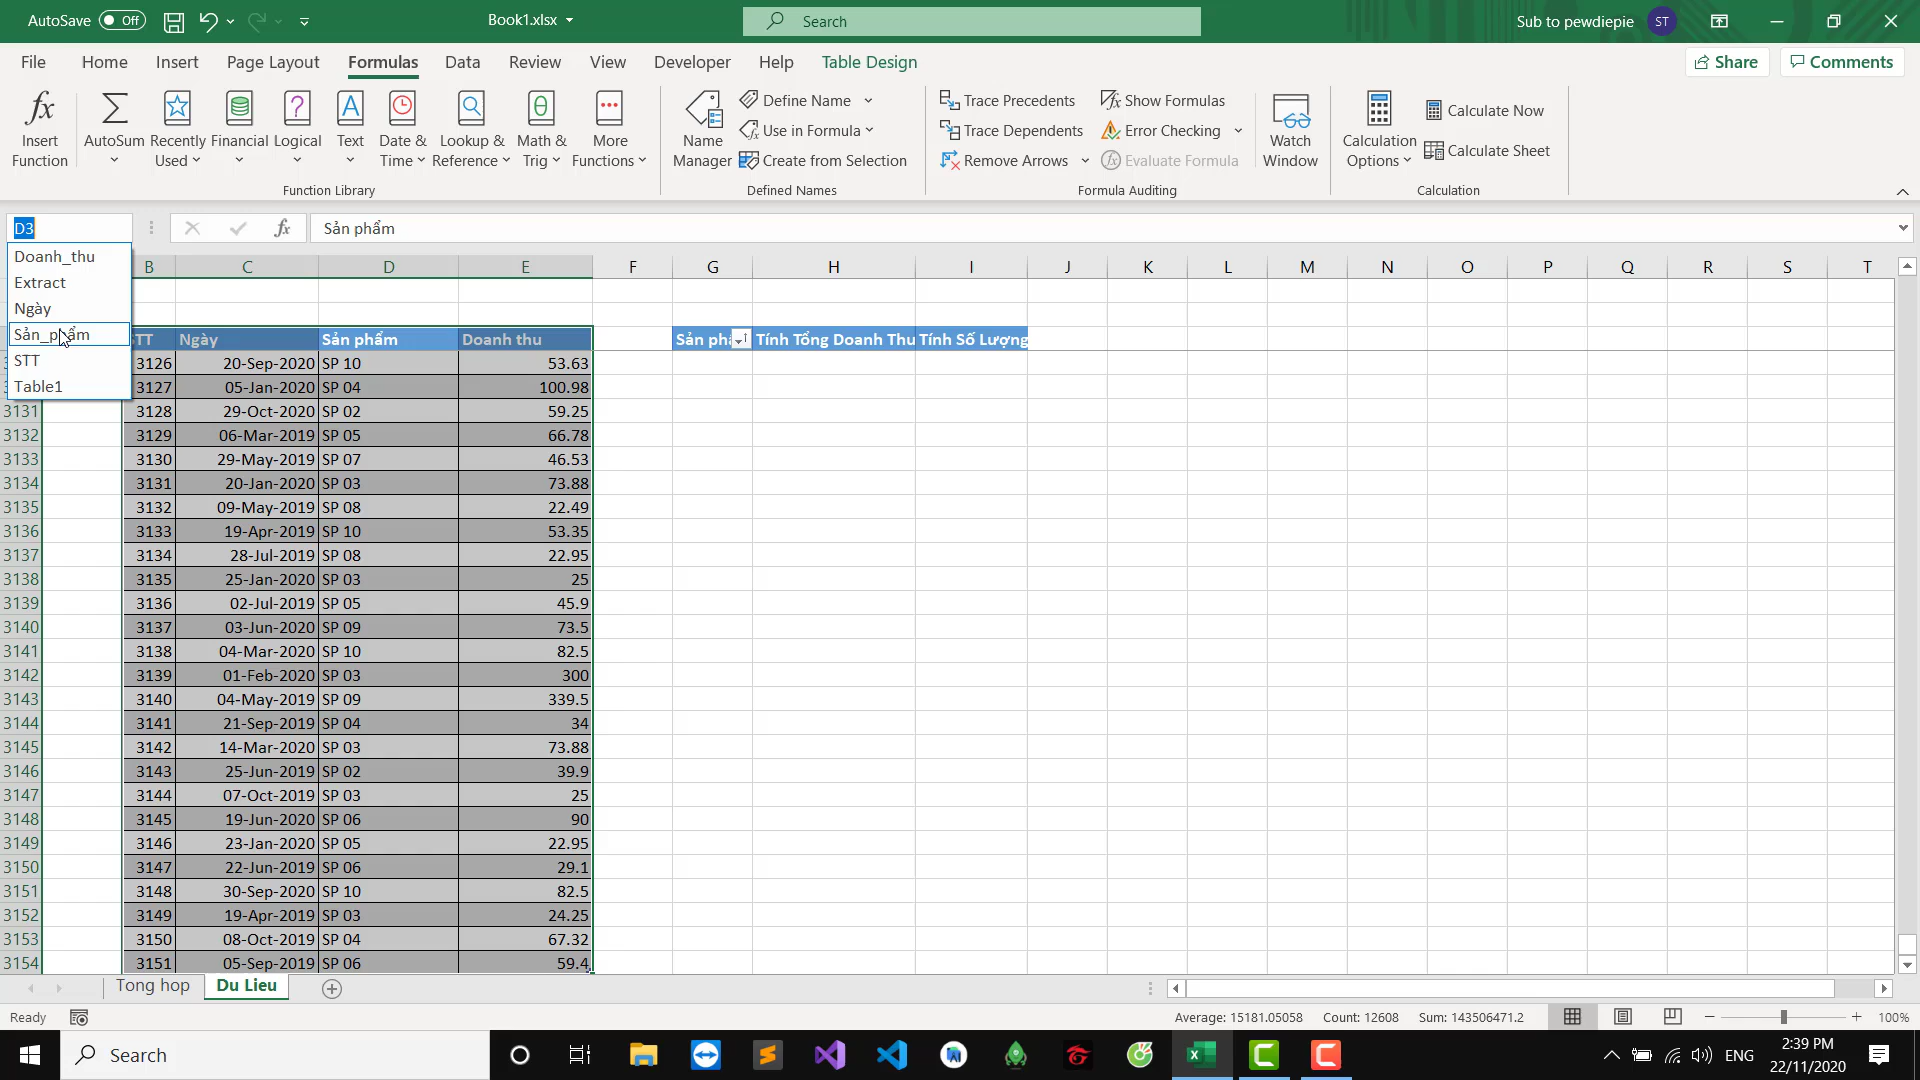 AutoSave Off Book1.xlsx Search Sub to pewdiepie ST
File Home Insert Page Layout Formulas Data Review View Developer Help Table Design Share Comments
Insert Function
AutoSum
Recently Used
Financial
Logical
Text
Date & Time
Lookup & Reference
Math & Trig
More Functions
Function Library
Name Manager
Define Name
Use in Formula
Create from Selection
Defined Names
Trace Precedents
Trace Dependents
Remove Arrows
Show Formulas
Error Checking
Evaluate Formula
Formula Auditing
Watch Window
Calculation Options
Calculate Now
Calculate Sheet
Calculation
D3 fx Sản phẩm
Doanh_thu
Extract
Ngày
Sản_phẩm
STT
Table1
B C D E F G H I J K L M N O P Q R S T
Ngày Sản phẩm Doanh thu Tính Tổng Doanh Thu Tính Số Lượng
3126 20-Sep-2020 SP 10 53.63
3127 05-Jan-2020 SP 04 100.98
3131 3128 29-Oct-2020 SP 02 59.25
3132 3129 06-Mar-2019 SP 05 66.78
3133 3130 29-May-2019 SP 07 46.53
3134 3131 20-Jan-2020 SP 03 73.88
3135 3132 09-May-2019 SP 08 22.49
3136 3133 19-Apr-2019 SP 10 53.35
3137 3134 28-Jul-2019 SP 08 22.95
3138 3135 25-Jan-2020 SP 03 25
3139 3136 02-Jul-2019 SP 05 45.9
3140 3137 03-Jun-2020 SP 09 73.5
3141 3138 04-Mar-2020 SP 10 82.5
3142 3139 01-Feb-2020 SP 03 300
3143 3140 04-May-2019 SP 09 339.5
3144 3141 21-Sep-2019 SP 04 34
3145 3142 14-Mar-2020 SP 03 73.88
3146 3143 25-Jun-2019 SP 02 39.9
3147 3144 07-Oct-2019 SP 03 25
3148 3145 19-Jun-2020 SP 06 90
3149 3146 23-Jan-2020 SP 05 22.95
3150 3147 22-Jun-2019 SP 06 29.1
3151 3148 30-Sep-2020 SP 10 82.5
3152 3149 19-Apr-2019 SP 03 24.25
3153 3150 08-Oct-2019 SP 04 67.32
3154 3151 05-Sep-2019 SP 06 59.4
Tong hop Du Lieu
Ready Average: 15181.05058 Count: 12608 Sum: 143506471.2 100%
Search ENG 2:39 PM
22/11/2020